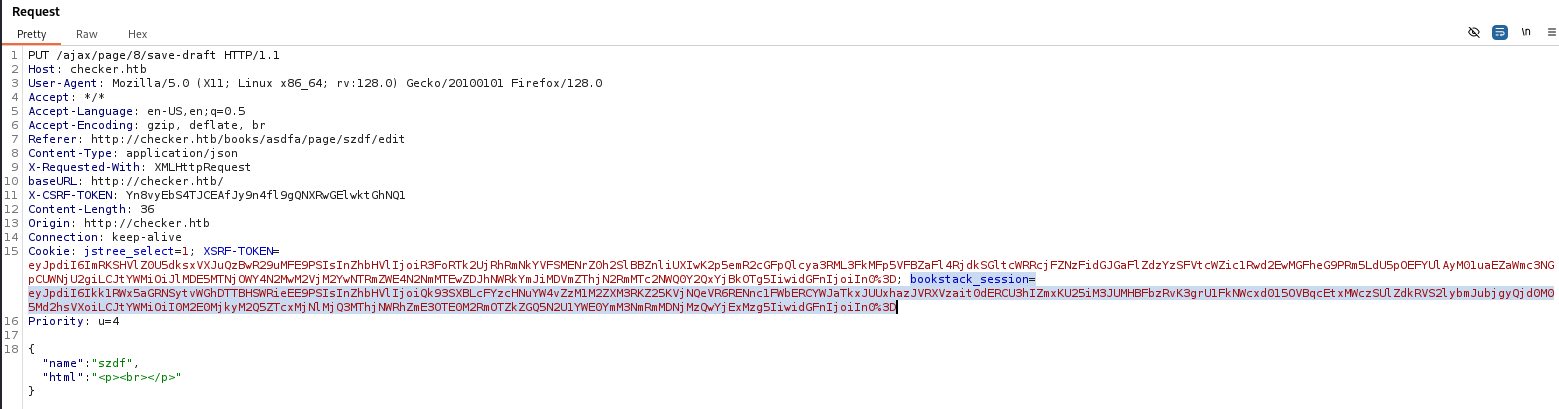 Request
Pretty Raw Hex
\n
1 PUT /ajax/page/8/save-draft HTTP/1.1
2 Host: checker.htb
3 User-Agent: Mozilla/5.0 (X11; Linux x86_64; rv:128.0) Gecko/20100101 Firefox/128.0
4 Accept: */*
5 Accept-Language: en-US,en;q=0.5
6 Accept-Encoding: gzip, deflate, br
7 Referer: http://checker.htb/books/asdfa/page/szdf/edit
8 Content-Type: application/json
9 X-Requested-With: XMLHttpRequest
10 baseURL: http://checker.htb/
11 X-CSRF-TOKEN: Yn8vyEbS4TJCEAfJy9n4fl9gQNXRwGElwktGhNQ1
12 Content-Length: 36
13 Origin: http://checker.htb
14 Connection: keep-alive
15 Cookie: jstree_select=1; XSRF-TOKEN=
bookstack_session=
16 Priority: u=4
17
18 {
"name":"szdf",
"html":"<p><br></p>"
}